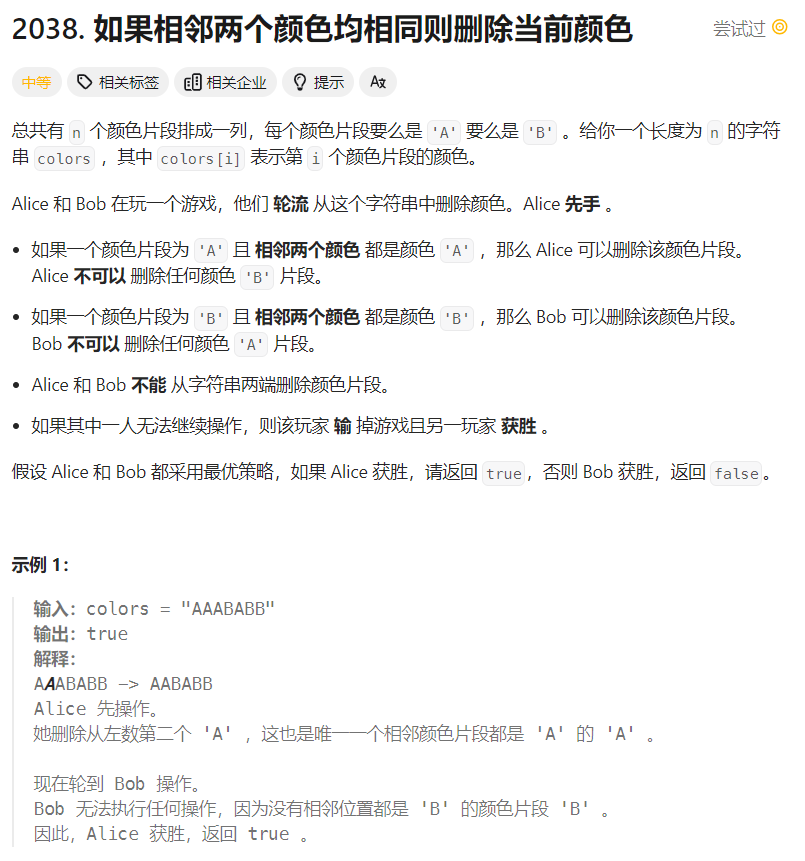 2038. 如果相邻两个颜色均相同则删除当前颜色
尝试过
中等 相关标签 相关企业 提示
总共有 n 个颜色片段排成一列，每个颜色片段要么是 'A' 要么是 'B' 。给你一个长度为 n 的字符
串 colors ，其中 colors[i] 表示第 i 个颜色片段的颜色。
Alice 和 Bob 在玩一个游戏，他们 轮流 从这个字符串中删除颜色。Alice 先手 。
• 如果一个颜色片段为 'A' 且 相邻两个颜色 都是颜色 'A' ，那么 Alice 可以删除该颜色片段。
Alice 不可以 删除任何颜色 'B' 片段。
• 如果一个颜色片段为 'B' 且 相邻两个颜色 都是颜色 'B' ，那么 Bob 可以删除该颜色片段。
Bob 不可以 删除任何颜色 'A' 片段。
• Alice 和 Bob 不能 从字符串两端删除颜色片段。
• 如果其中一人无法继续操作，则该玩家 输 掉游戏且另一玩家 获胜 。
假设 Alice 和 Bob 都采用最优策略，如果 Alice 获胜，请返回 true，否则 Bob 获胜，返回 false。
示例 1：
输入：colors = "AAABABB"
输出：true
解释：
AAABABB -> AABABB
Alice 先操作。
她删除从左数第二个 'A' ，这也是唯一一个相邻颜色片段都是 'A' 的 'A' 。
现在轮到 Bob 操作。
Bob 无法执行任何操作，因为没有相邻位置都是 'B' 的颜色片段 'B' 。
因此，Alice 获胜，返回 true 。